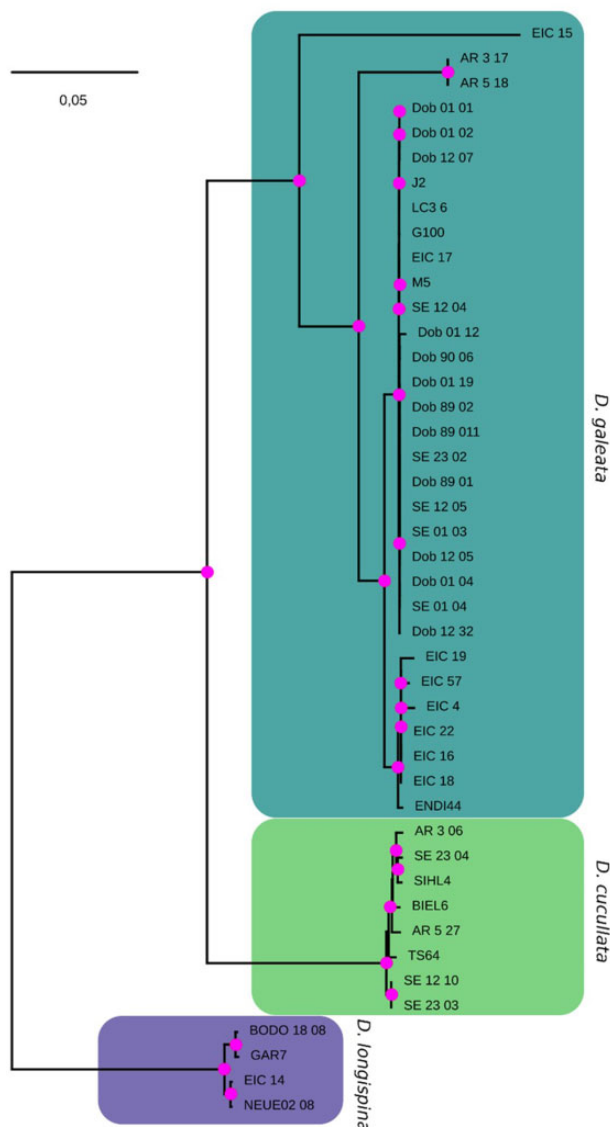 EIC 15
AR 3 17
AR 5 18
0,05
Dob 01 01
Dob 01 02
Dob 12 07
J2
LC3 6
G100
EIC 17
M5
SE 12 04
Dob 01 12
Dob 90 06
Dob 01 19
Dob 89 02
Dob 89 011
SE 23 02
Dob 89 01
SE 12 05
SE 01 03
Dob 12 05
Dob 01 04
SE 01 04
Dob 12 32
D. galeata
EIC 19
EIC 57
EIC 4
EIC 22
EIC 16
EIC 18
ENDI44
AR 3 06
SE 23 04
SIHL4
BIEL6
AR 5 27
TS64
SE 12 10
SE 23 03
D. cucullata
BODO 18 08
GAR7
EIC 14
NEUE02 08
D. longispina